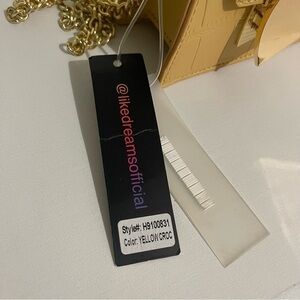 @likedreamsofficial
Style#: H9100831
Color: YELLOW CROC